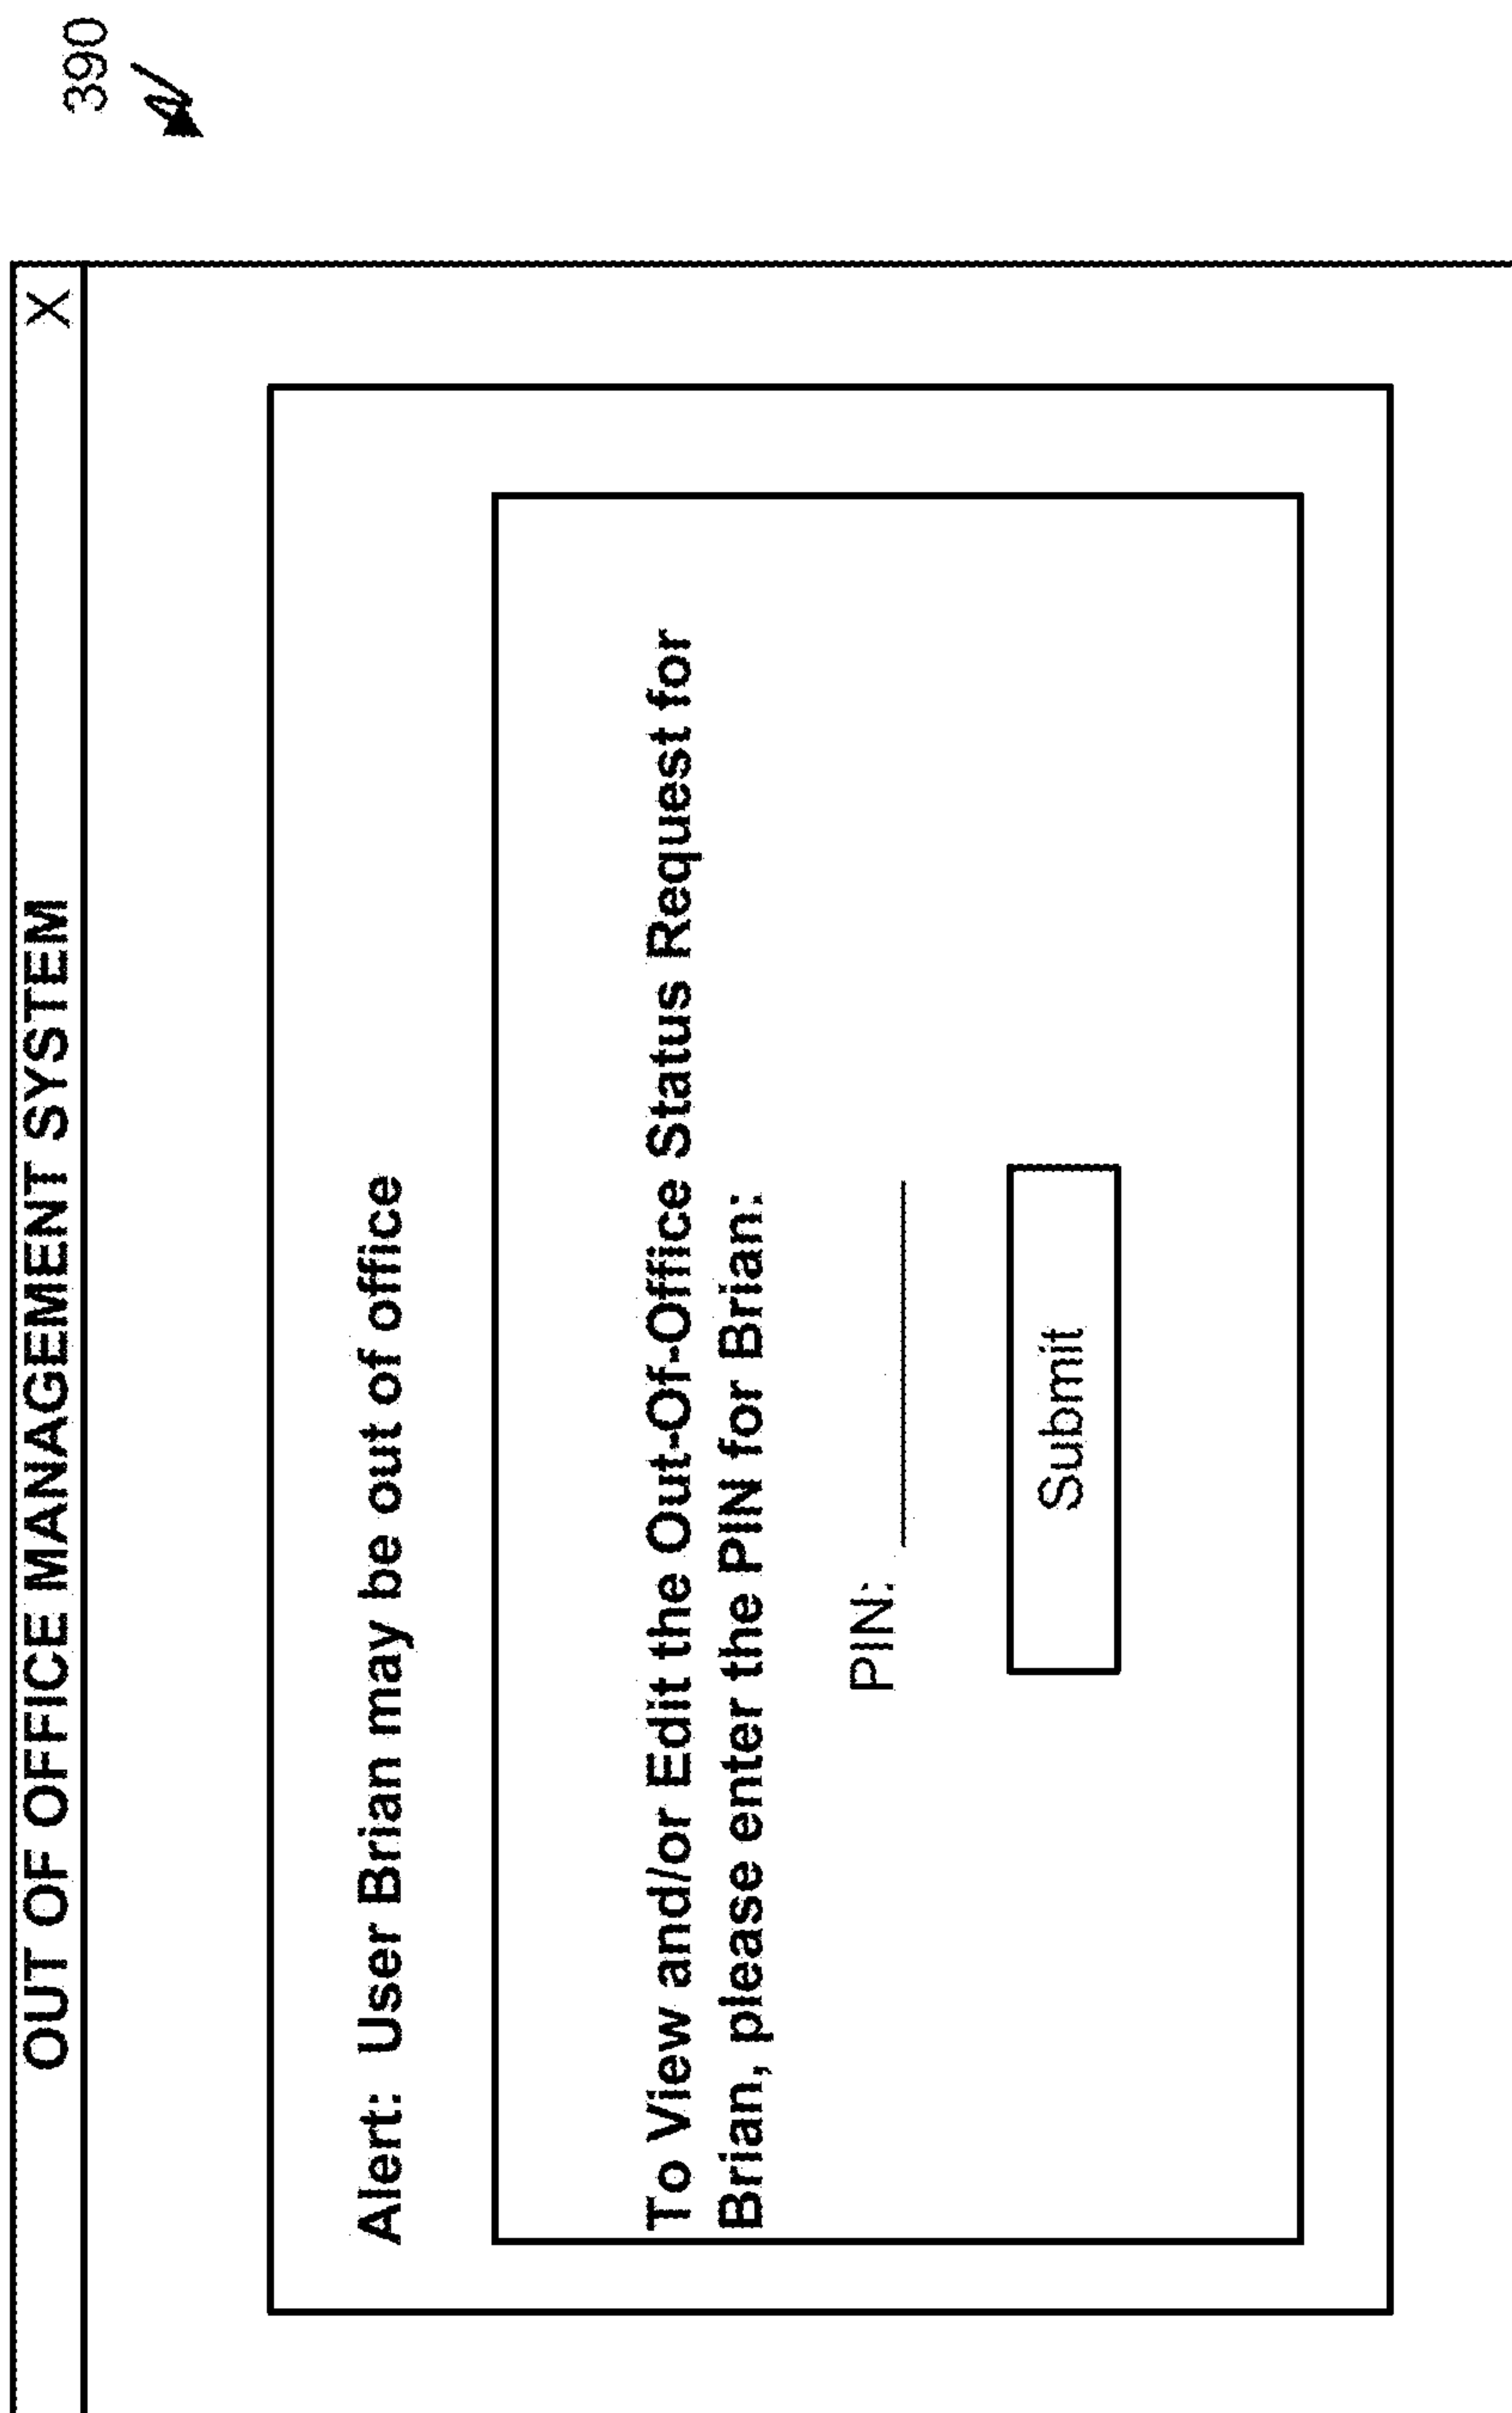 390
OUT OF OFFICE MANAGEMENT SYSTEM X
Alert: User Brian may be out of office
To View and/or Edit the Out-Of-Office Status Request for
Brian, please enter the PIN for Brian:
PIN:
Submit